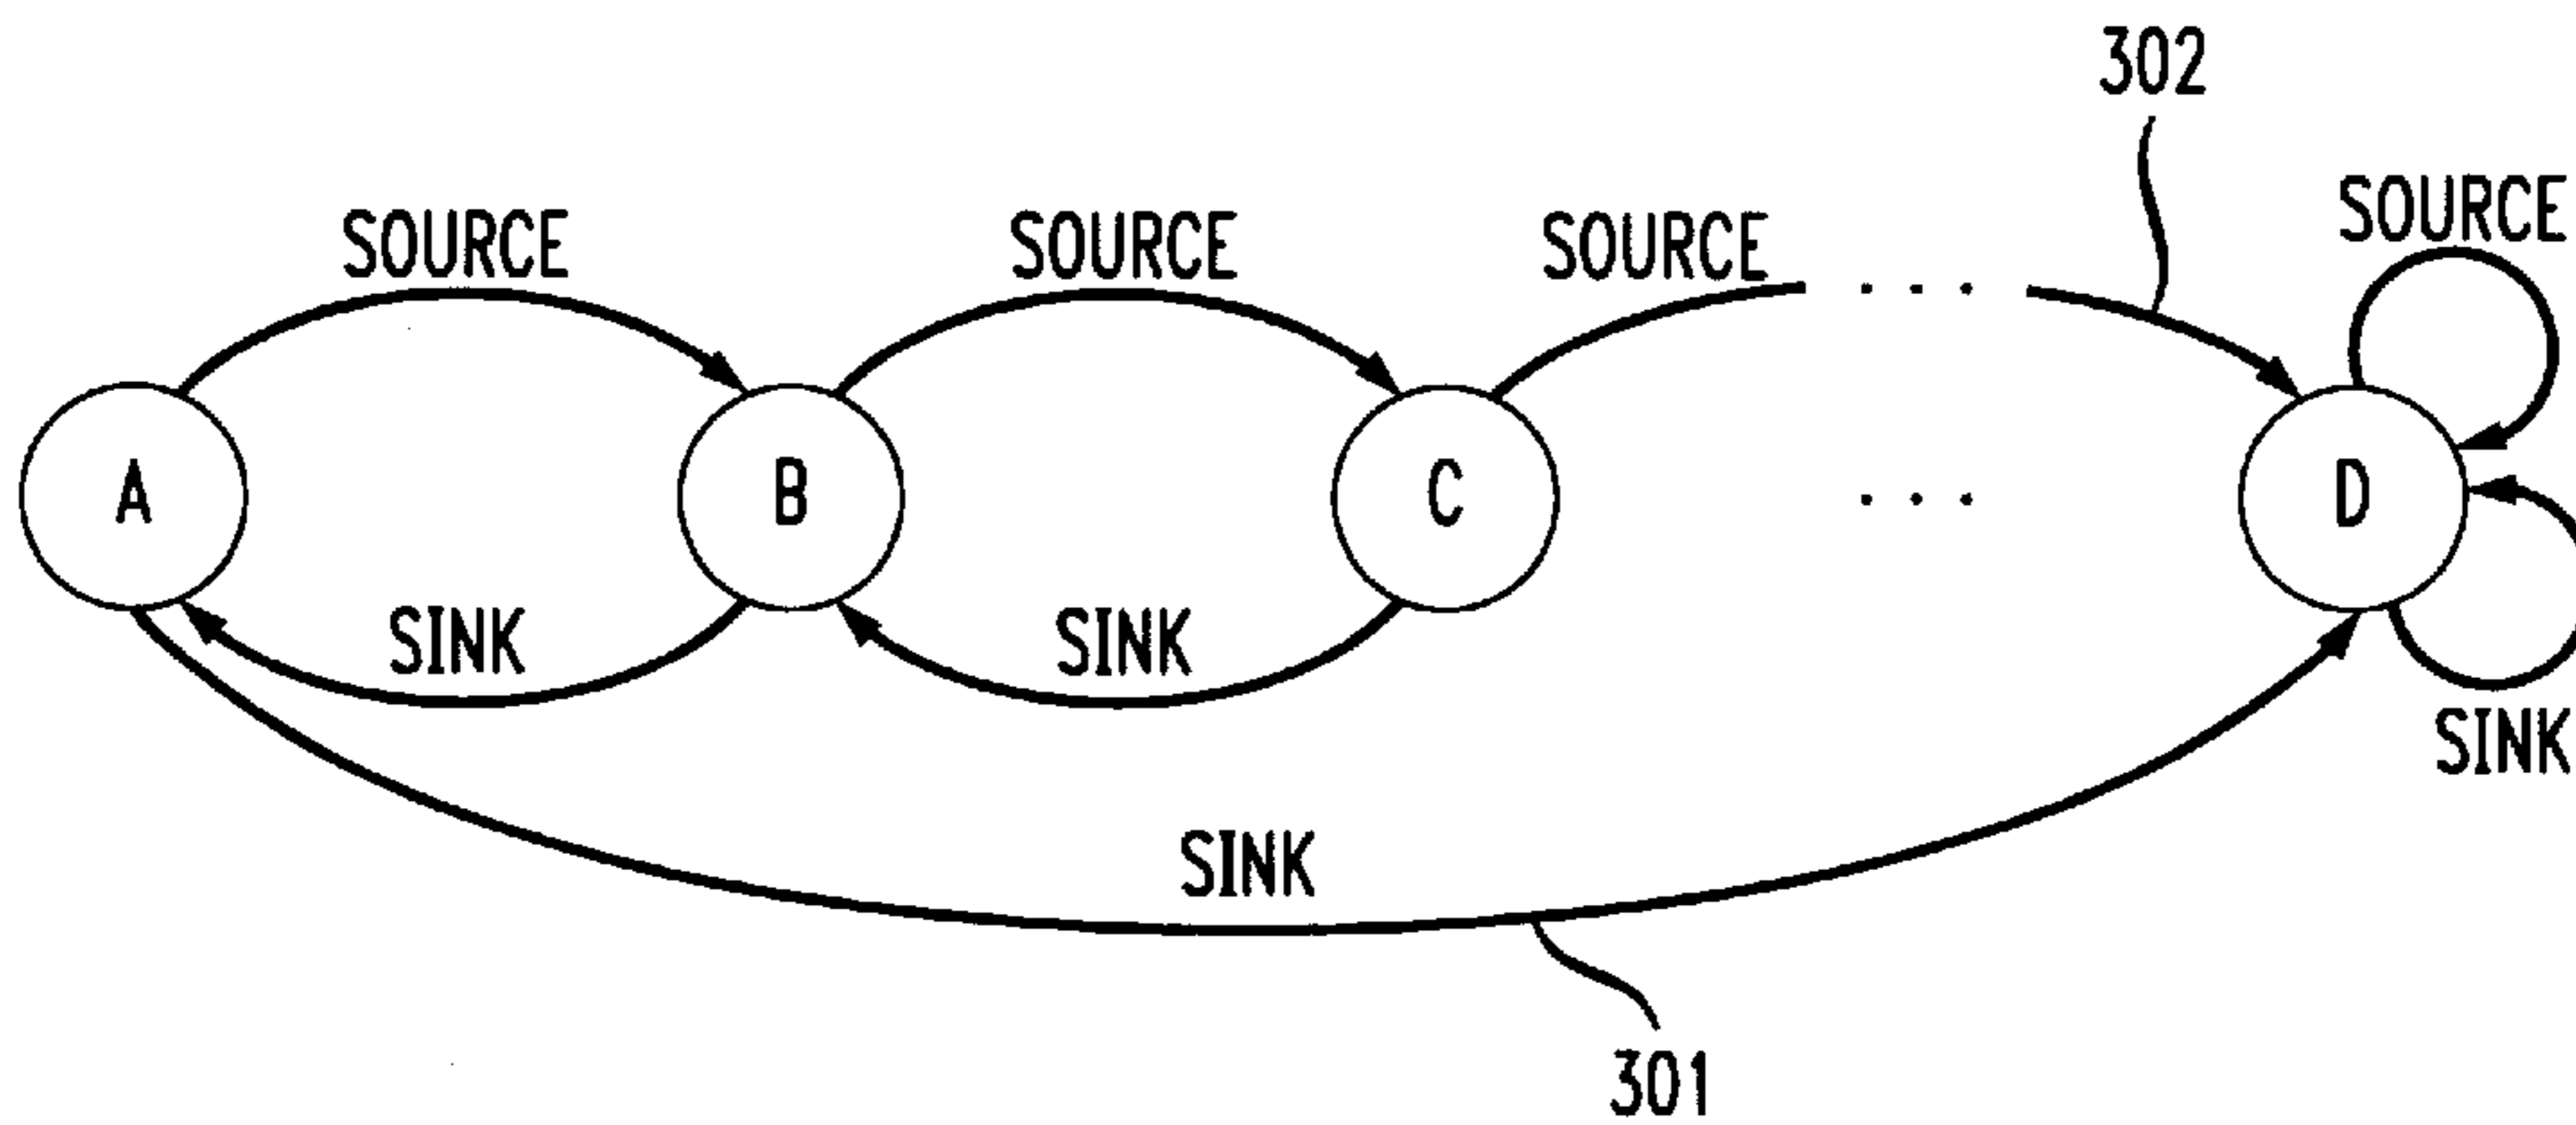 302
SOURCE
SOURCE
SOURCE
SOURCE
. . .
A
B
C
. . .
D
SINK
SINK
SINK
SINK
301